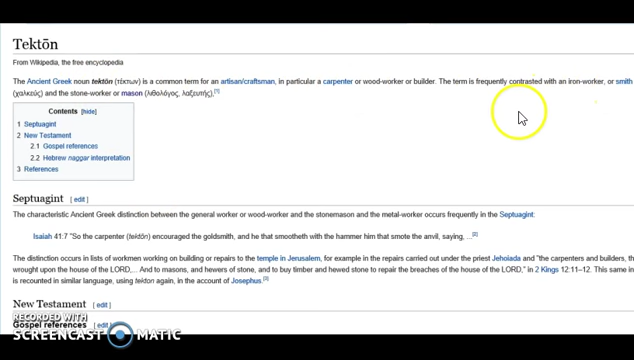 Tektōn
From Wikipedia, the free encyclopedia
The Ancient Greek noun tektōn (τέκτων) is a common term for an artisan/craftsman, in particular a carpenter or wood-worker or builder. The term is frequently contrasted with an iron-worker, or smith
(χαλκεύς) and the stone-worker or mason (λιθολόγος, λαξευτής).[1]
Contents [hide]
1 Septuagint
2 New Testament
2.1 Gospel references
2.2 Hebrew naggar interpretation
3 References
Septuagint [ edit ]
The characteristic Ancient Greek distinction between the general worker or wood-worker and the stonemason and the metal-worker occurs frequently in the Septuagint:
Isaiah 41:7 "So the carpenter (tektōn) encouraged the goldsmith, and he that smootheth with the hammer him that smote the anvil, saying, ...[2]
The distinction occurs in lists of workmen working on building or repairs to the temple in Jerusalem, for example in the repairs carried out under the priest Jehoiada and "the carpenters and builders, th
wrought upon the house of the LORD,... And to masons, and hewers of stone, and to buy timber and hewed stone to repair the breaches of the house of the LORD," in 2 Kings 12:11–12. This same in
is recounted in similar language, using tekton again, in the account of Josephus.[3]
New Testament [ edit ]
Gospel references [ edit ]
RECORDED WITH
SCREENCAST MATIC